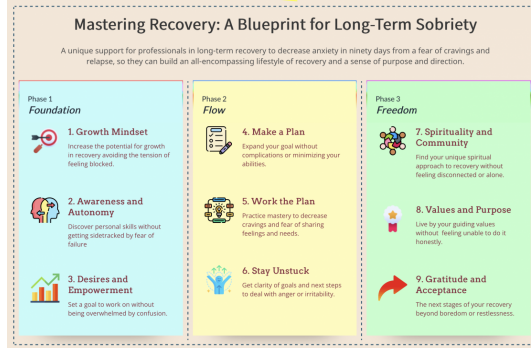 Mastering Recovery: A Blueprint for Long-Term Sobriety
A unique support for professionals in long-term recovery to decrease anxiety in ninety days from a fear of cravings and
relapse, so they can build an all-encompassing lifestyle of recovery and a sense of purpose and direction.
Phase 1
Foundation
1. Growth Mindset
Increase the potential for growth
in recovery avoiding the tension of
feeling blocked.
2. Awareness and
Autonomy
Discover personal skills without
getting sidetracked by fear of
failure
3. Desires and
Empowerment
Set a goal to work on without
being overwhelmed by confusion.
Phase 2
Flow
4. Make a Plan
Expand your goal without
complications or minimizing your
abilities.
5. Work the Plan
Practice mastery to decrease
cravings and fear of sharing
feelings and needs.
6. Stay Unstuck
Get clarity of goals and next steps
to deal with anger or irritability.
Phase 3
Freedom
7. Spirituality and
Community
Find your unique spiritual
approach to recovery without
feeling disconnected or alone.
8. Values and Purpose
Live by your guiding values
without feeling unable to do it
honestly.
9. Gratitude and
Acceptance
The next stages of your recovery
beyond boredom or restlessness.